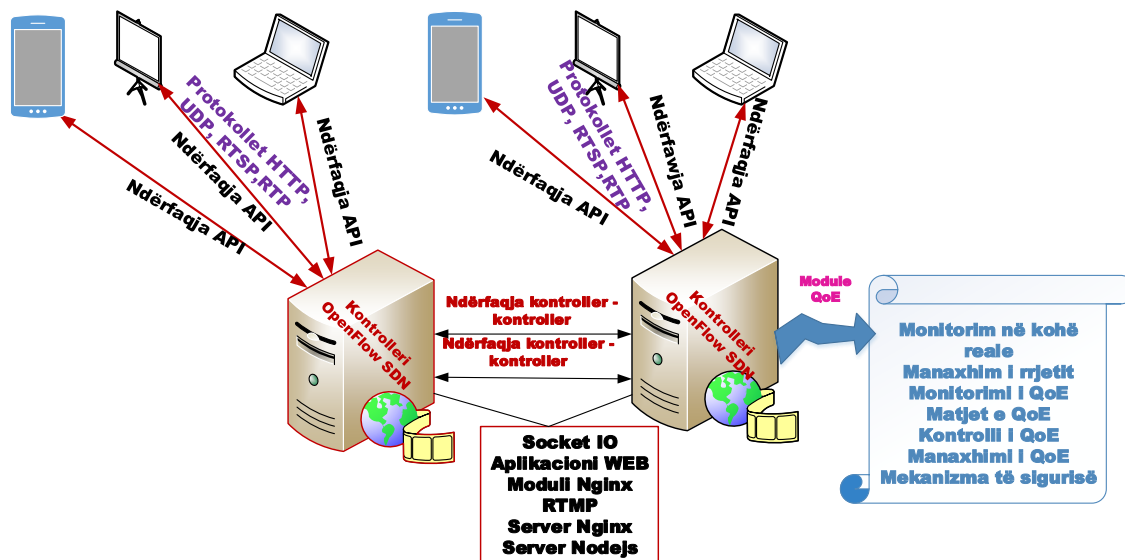 Protokollet HTTP,
UDP, RTSP,RTP
Ndërfaqja API
Ndërfaqja API
Ndërfaqja API
Protokollet HTTP,
UDP, RTSP,RTP
Ndërfaqja API
Ndërfawja API
Ndërfaqja API
Kontrolleri
OpenFlow SDN
Ndërfaqja kontroller -
kontroller
Ndërfaqja kontroller -
kontroller
Kontrolleri
OpenFlow SDN
Module
QoE
Monitorim në kohë
reale
Manaxhim i rrjetit
Monitorimi i QoE
Matjet e QoE
Kontrolli i QoE
Manaxhimi i QoE
Mekanizma të sigurisë
Socket IO
Aplikacioni WEB
Moduli Nginx
RTMP
Server Nginx
Server Nodejs